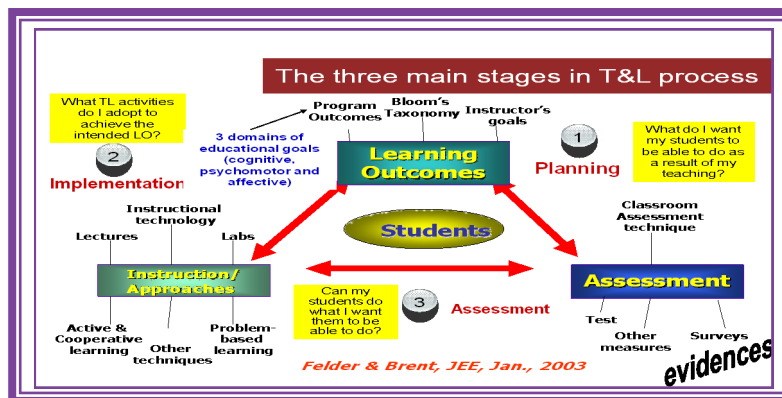 The three main stages in T&L process
What TL activities
do I adopt to
achieve the
intended LO?
2
Implementation
Program
Outcomes
Bloom's
Taxonomy
Instructor's
goals
3 domains of
educational goals
(cognitive,
psychomotor and
affective)
Learning
Outcomes
1
Planning
What do I want
my students to
be able to do as
a result of my
teaching?
Students
Instructional
technology
Lectures
Labs
Instruction/
Approaches
Active &
Cooperative
learning
Other
techniques
Problem-
based
learning
Can my
students do
what I want
them to be
able to do?
3
Assessment
Classroom
Assessment
technique
Assessment
Test
Other
measures
Surveys
evidences
Felder & Brent, JEE, Jan., 2003